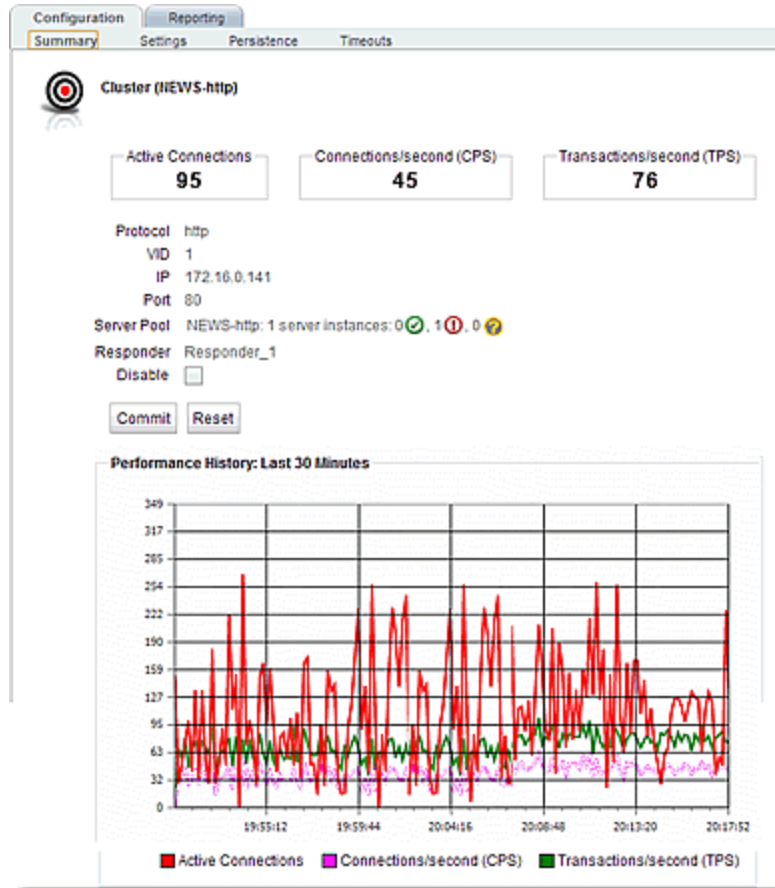 Configuration Reporting
Summary Settings Persistence Timeouts
Cluster (NEWS-http)
Active Connections Connections/second (CPS) Transactions/second (TPS)
95 45 76
Protocol http
VID 1
IP 172.16.0.141
Port 80
Server Pool NEWS-http: 1 server instances: 0 , 1 , 0
Responder Responder_1
Disable
Commit Reset
Performance History: Last 30 Minutes
349
317
285
254
222
190
159
127
95
63
32
0
19:55:12 19:59:44 20:04:16 20:08:48 20:13:20 20:17:52
Active Connections Connections/second (CPS) Transactions/second (TPS)